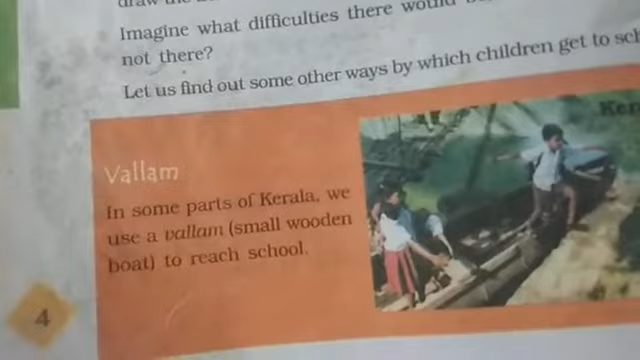 Imagine what difficulties there would
not there?
Let us find out some other ways by which children get to
Vallam
In some parts of Kerala, we
use a vallam (small wooden
boat) to reach school.
4